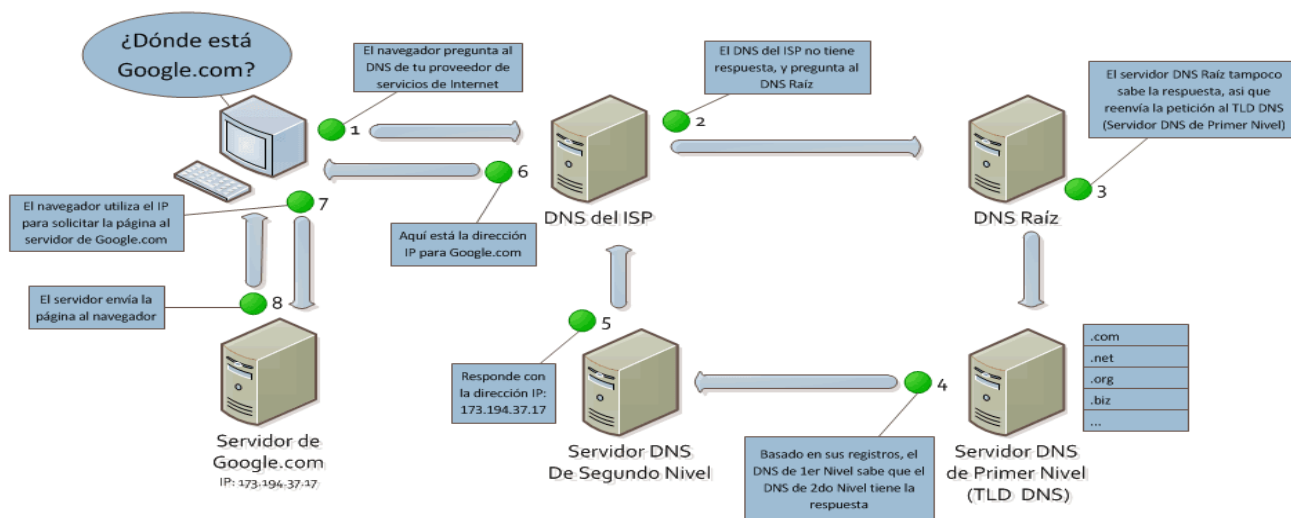 ¿Dónde está
Google.com?
El navegador pregunta al
DNS de tu proveedor de
servicios de Internet
1
El DNS del ISP no tiene
respuesta, y pregunta al
DNS Raíz
2
El servidor DNS Raíz tampoco
sabe la respuesta, asi que
reenvía la petición al TLD DNS
(Servidor DNS de Primer Nivel)
3
6
DNS del ISP
DNS Raíz
El navegador utiliza el IP
para solicitar la página al
servidor de Google.com
7
Aquí está la dirección
IP para Google.com
El servidor envía la
página al navegador
8
5
Responde con
la dirección IP:
173.194.37.17
4
.com
.net
.org
.biz
...
Servidor de
Google.com
IP: 173.194.37.17
Servidor DNS
De Segundo Nivel
Basado en sus registros, el
DNS de 1er Nivel sabe que el
DNS de 2do Nivel tiene la
respuesta
Servidor DNS
de Primer Nivel
(TLD DNS)